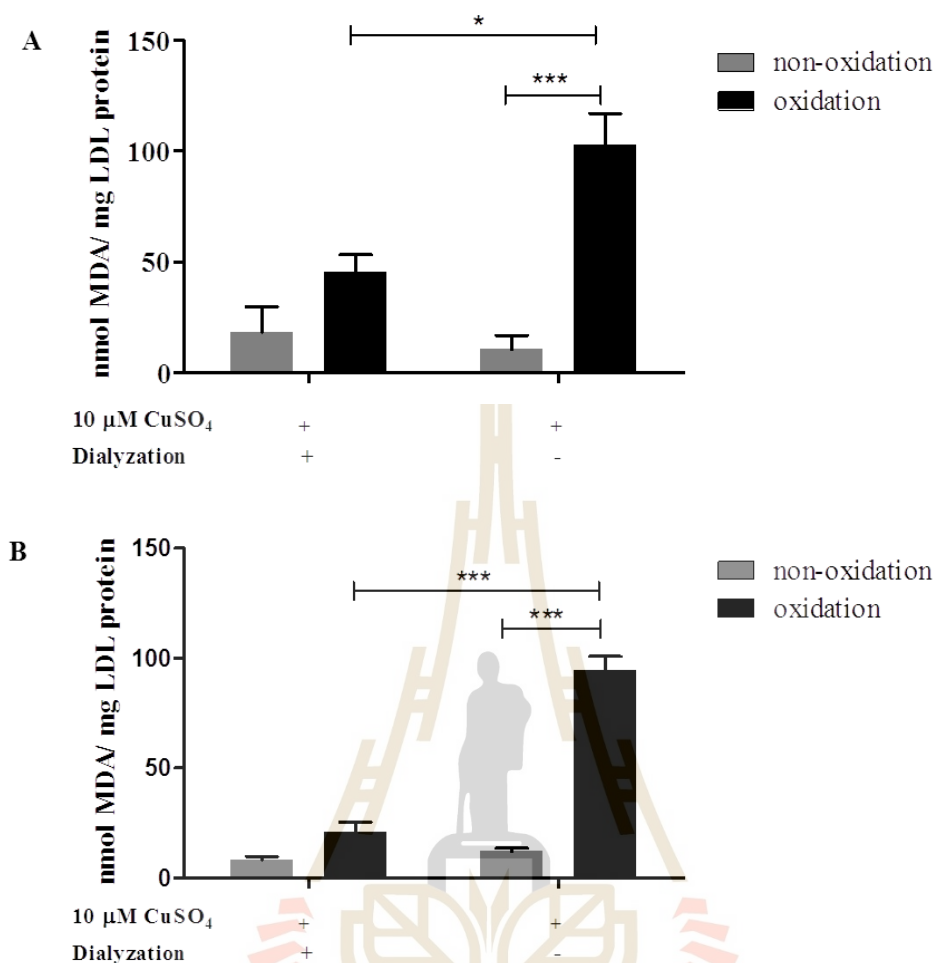 A
nmol MDA/ mg LDL protein
150
100
50
0
*
***
non-oxidation
oxidation
10 µM CuSO₄ + +
Dialyzation + -
B
nmol MDA/ mg LDL protein
150
100
50
0
***
***
non-oxidation
oxidation
10 µM CuSO₄ + +
Dialyzation + -